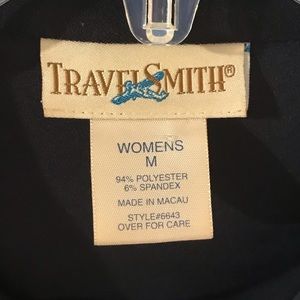 TRAVELSMITH®
WOMENS
M
94% POLYESTER
6% SPANDEX
MADE IN MACAU
STYLE#6643
OVER FOR CARE